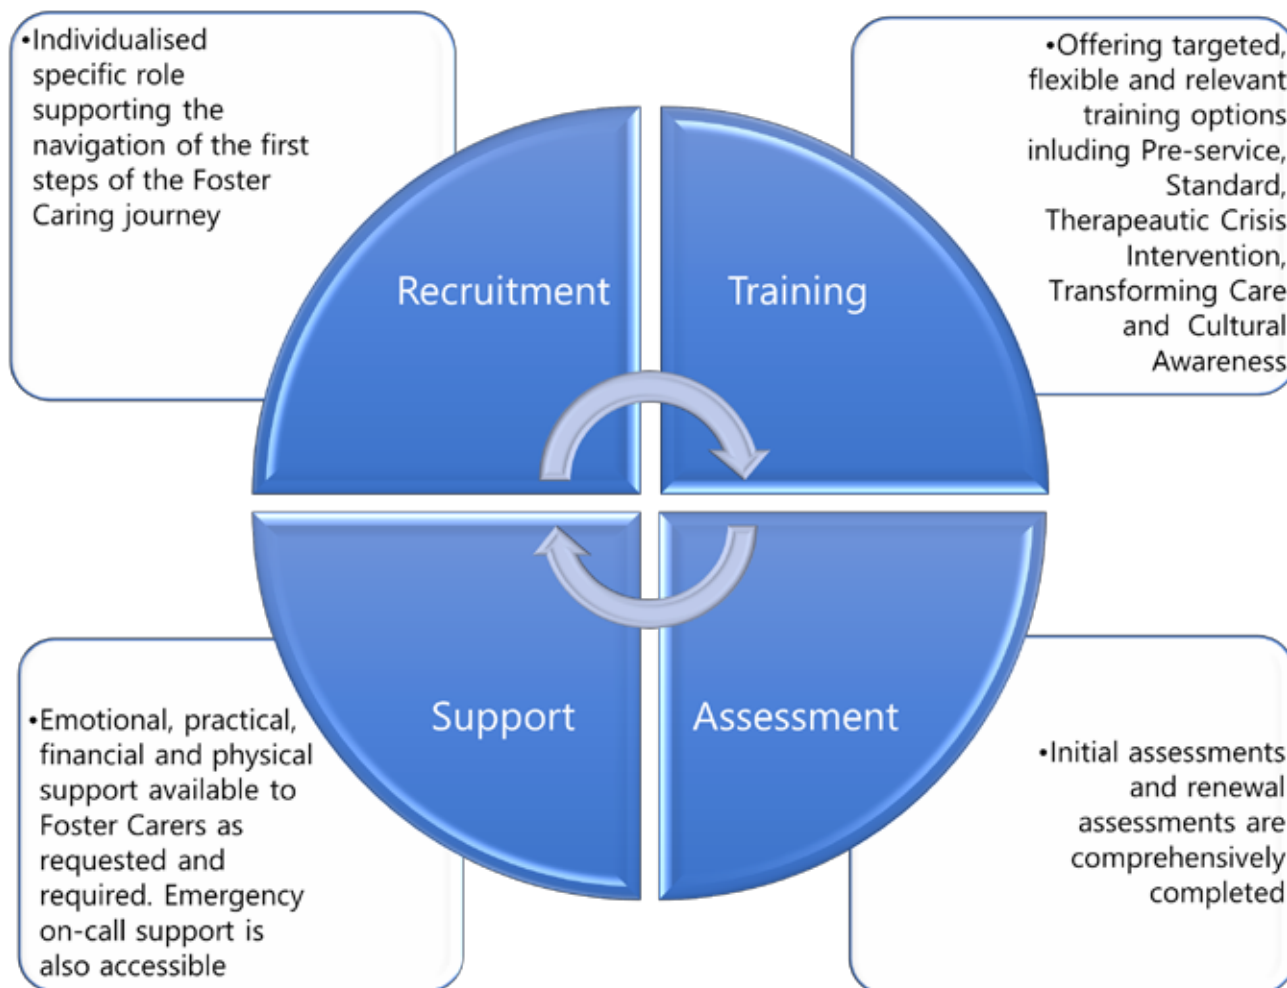 •Individualised
specific role
supporting the
navigation of the first
steps of the Foster
Caring journey
•Offering targeted,
flexible and relevant
training options
inluding Pre-service,
Standard,
Therapeautic Crisis
Intervention,
Transforming Care
and Cultural
Awareness
Recruitment
Training
Support
Assessment
•Emotional, practical,
financial and physical
support available to
Foster Carers as
requested and
required. Emergency
on-call support is
also accessible
•Initial assessments
and renewal
assessments are
comprehensively
completed